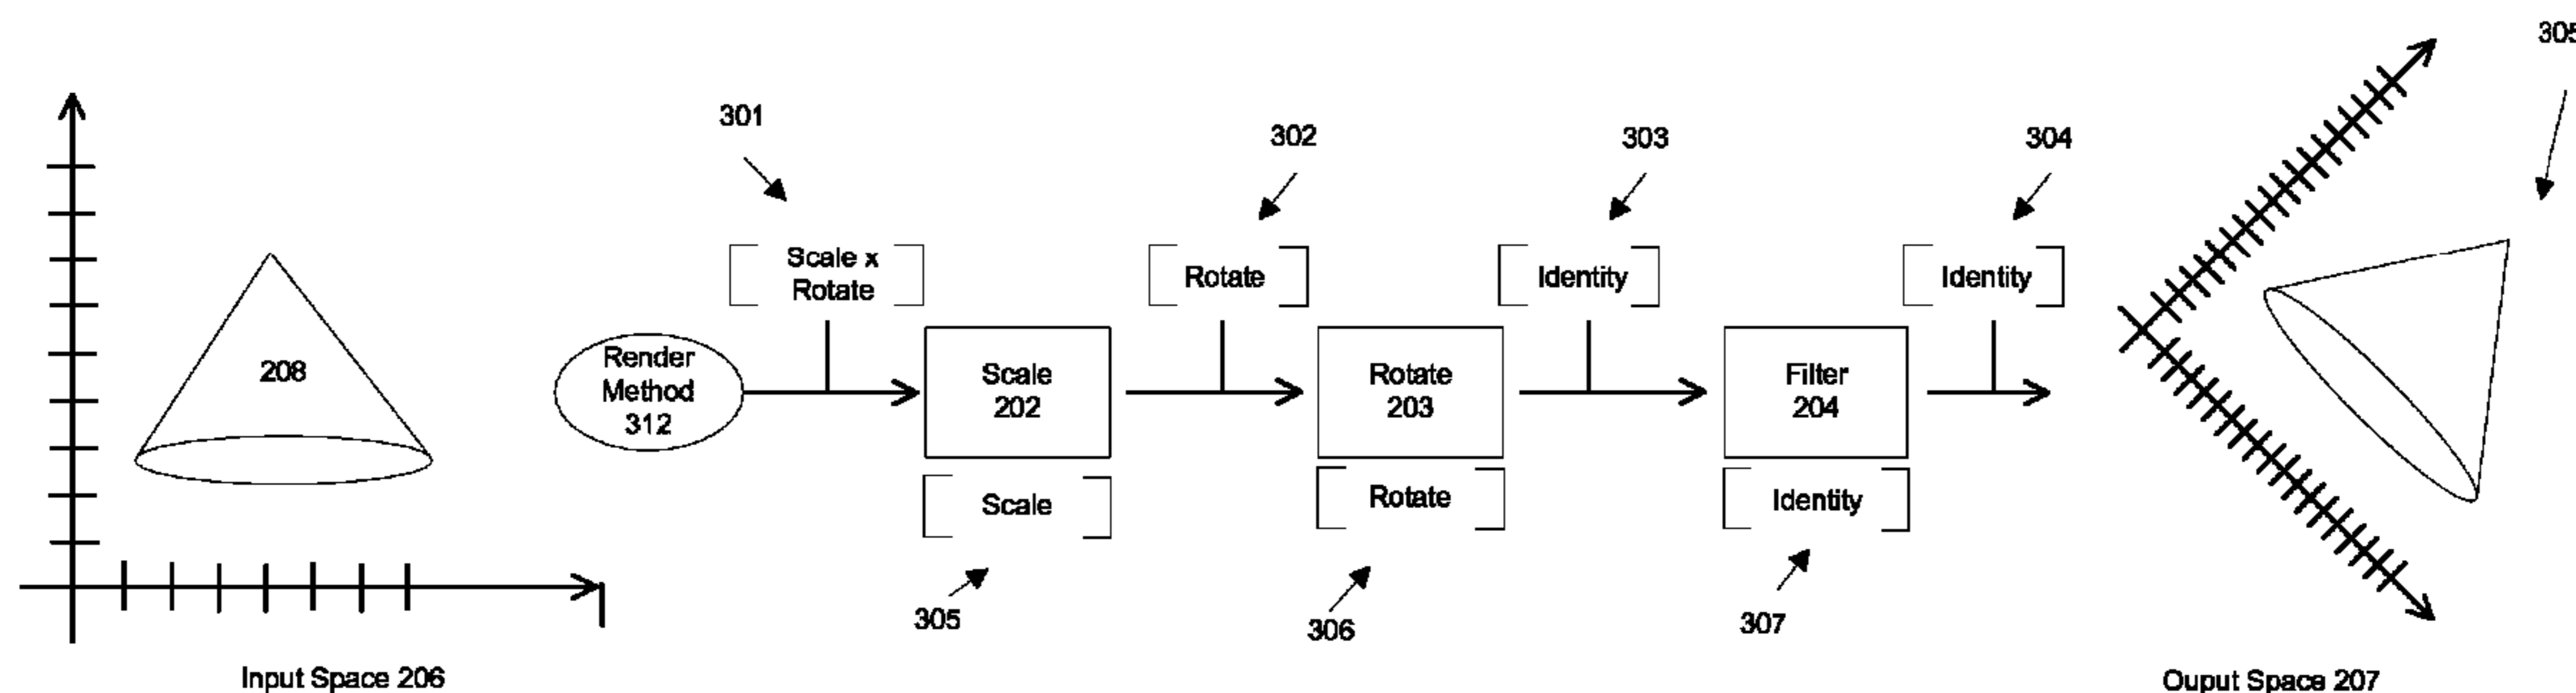 305
301
302
303
304
Scale x
Rotate
Rotate
Identity
Identity
208
Render
Method
312
Scale
202
Rotate
203
Filter
204
Scale
Rotate
Identity
305
306
307
Input Space 206
Ouput Space 207